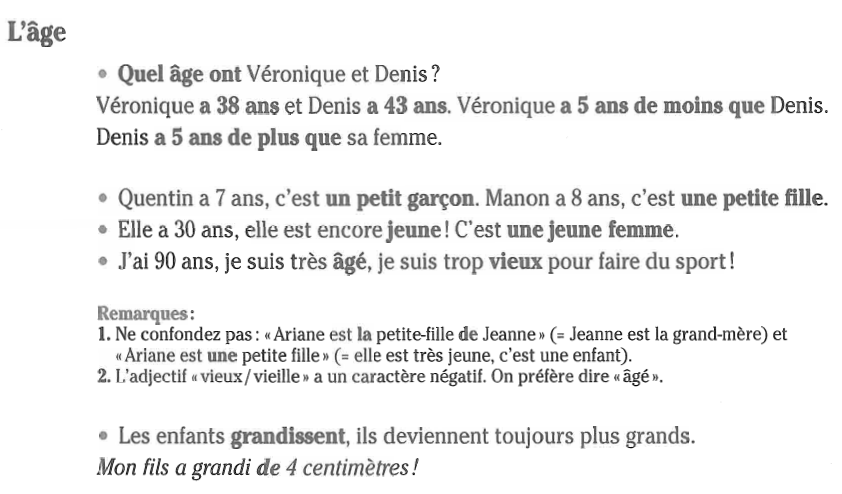 L'âge
• Quel âge ont Véronique et Denis ?
Véronique a 38 ans et Denis a 43 ans. Véronique a 5 ans de moins que Denis.
Denis a 5 ans de plus que sa femme.
• Quentin a 7 ans, c'est un petit garçon. Manon a 8 ans, c'est une petite fille.
• Elle a 30 ans, elle est encore jeune ! C'est une jeune femme.
• J'ai 90 ans, je suis très âgé, je suis trop vieux pour faire du sport !
Remarques :
1. Ne confondez pas : « Ariane est la petite-fille de Jeanne » (= Jeanne est la grand-mère) et
« Ariane est une petite fille » (= elle est très jeune, c'est une enfant).
2. L'adjectif « vieux / vieille » a un caractère négatif. On préfère dire « âgé ».
• Les enfants grandissent, ils deviennent toujours plus grands.
Mon fils a grandi de 4 centimètres !